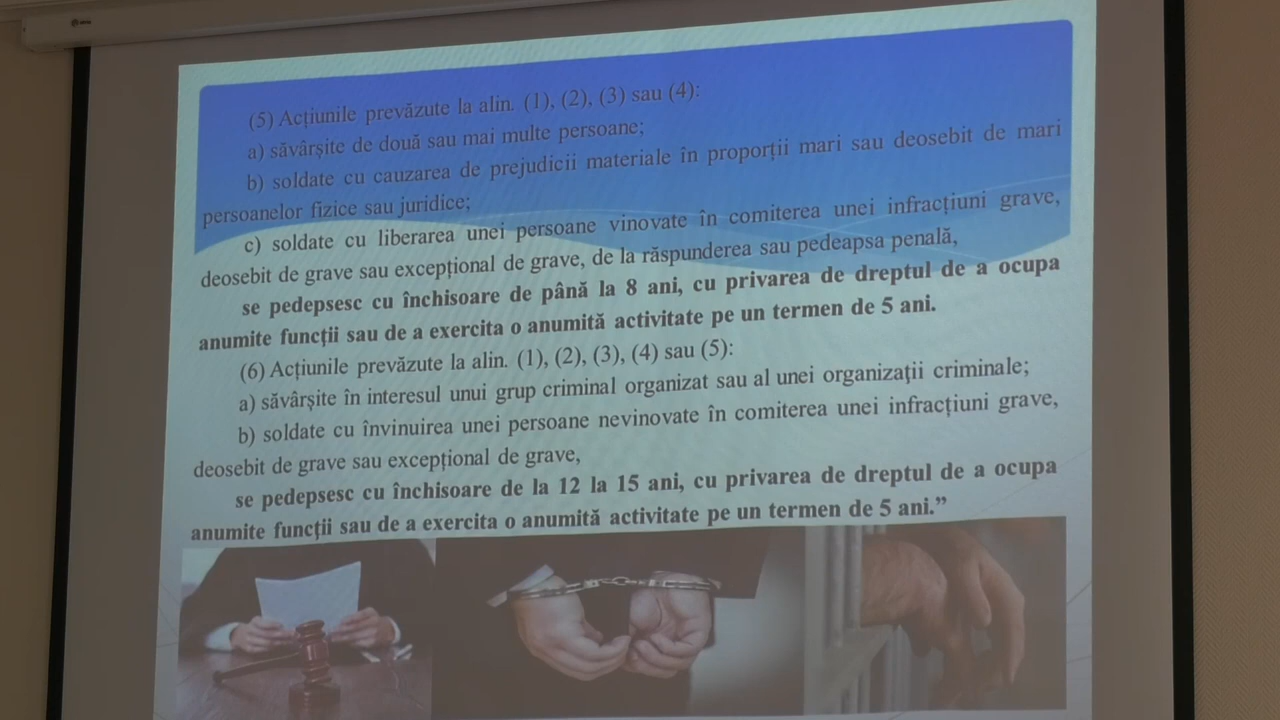 (5) Acțiunile prevăzute la alin. (1), (2), (3) sau (4):
a) săvârșite de două sau mai multe persoane;
b) soldate cu cauzarea de prejudicii materiale în proporții mari sau deosebit de mari
persoanelor fizice sau juridice;
c) soldate cu liberarea unei persoane vinovate în comiterea unei infracțiuni grave,
deosebit de grave sau excepțional de grave, de la răspunderea sau pedeapsa penală,
se pedepsesc cu închisoare de până la 8 ani, cu privarea de dreptul de a ocupa
anumite funcții sau de a exercita o anumită activitate pe un termen de 5 ani.
(6) Acțiunile prevăzute la alin. (1), (2), (3), (4) sau (5):
a) săvârșite în interesul unui grup criminal organizat sau al unei organizaţii criminale;
b) soldate cu învinuirea unei persoane nevinovate în comiterea unei infracțiuni grave,
deosebit de grave sau excepțional de grave,
se pedepsesc cu închisoare de la 12 la 15 ani, cu privarea de dreptul de a ocupa
anumite funcţii sau de a exercita o anumită activitate pe un termen de 5 ani.”